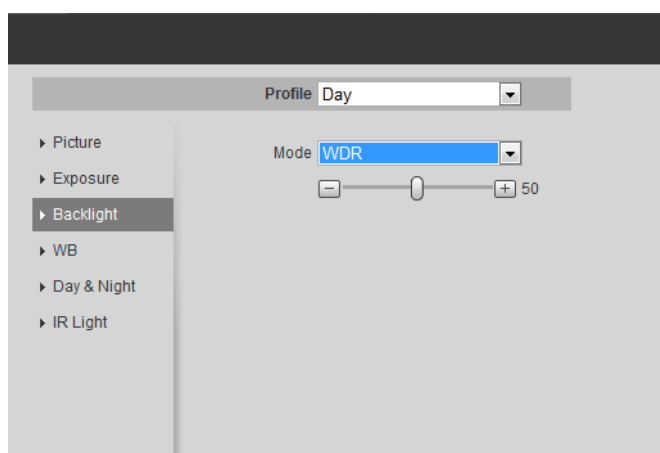 Profile Day
Picture
Exposure
Backlight
WB
Day & Night
IR Light
Mode WDR
50